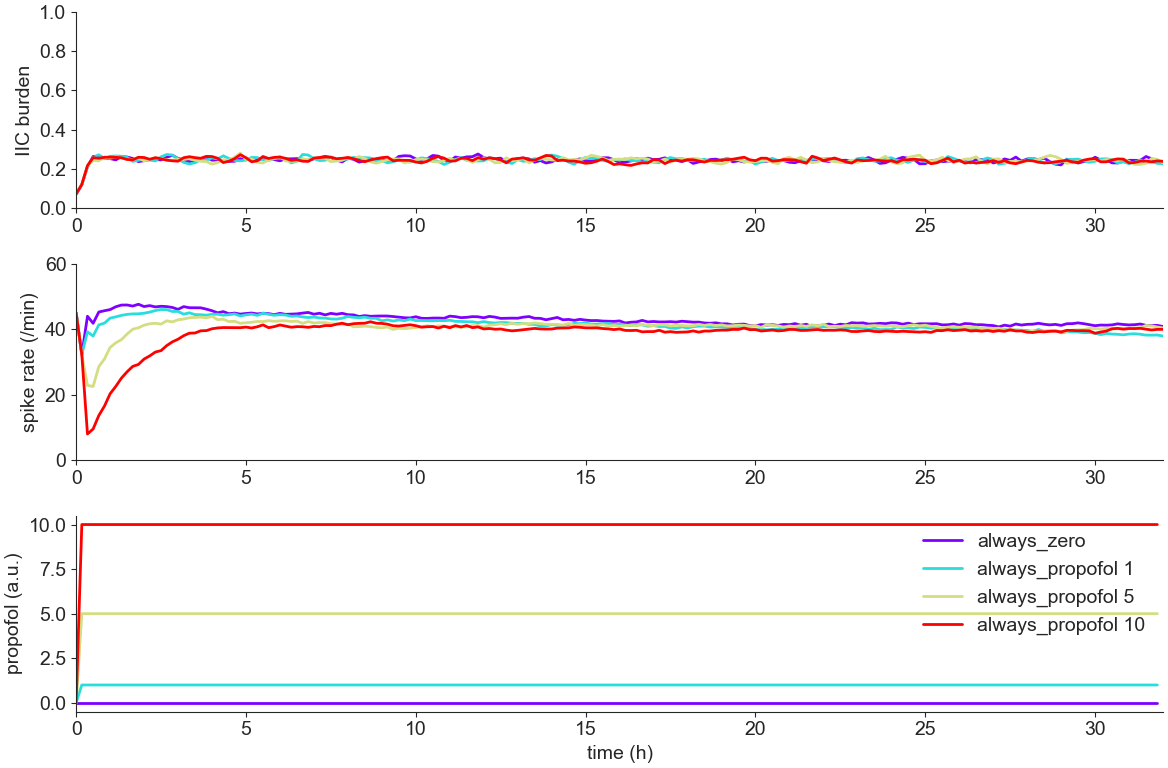 IIC burden
1.0
0.8
0.6
0.4
0.2
0.0
0 5 10 15 20 25 30
spike rate (/min)
60
40
20
0
0 5 10 15 20 25 30
propofol (a.u.)
10.0
7.5
5.0
2.5
0.0
always_zero
always_propofol 1
always_propofol 5
always_propofol 10
0 5 10 15 20 25 30
time (h)